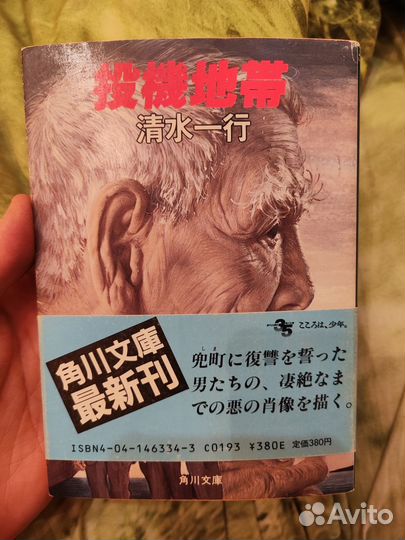 投機地帯
清水一行
35 こころは、少年。
角川文庫
最新刊
兜町に復讐を誓った
しま
男たちの、凄絶なま
での悪の肖像を描く。
ISBN4-04-146334-3 C0193 ¥380E 定価380円
角川文庫
Avito